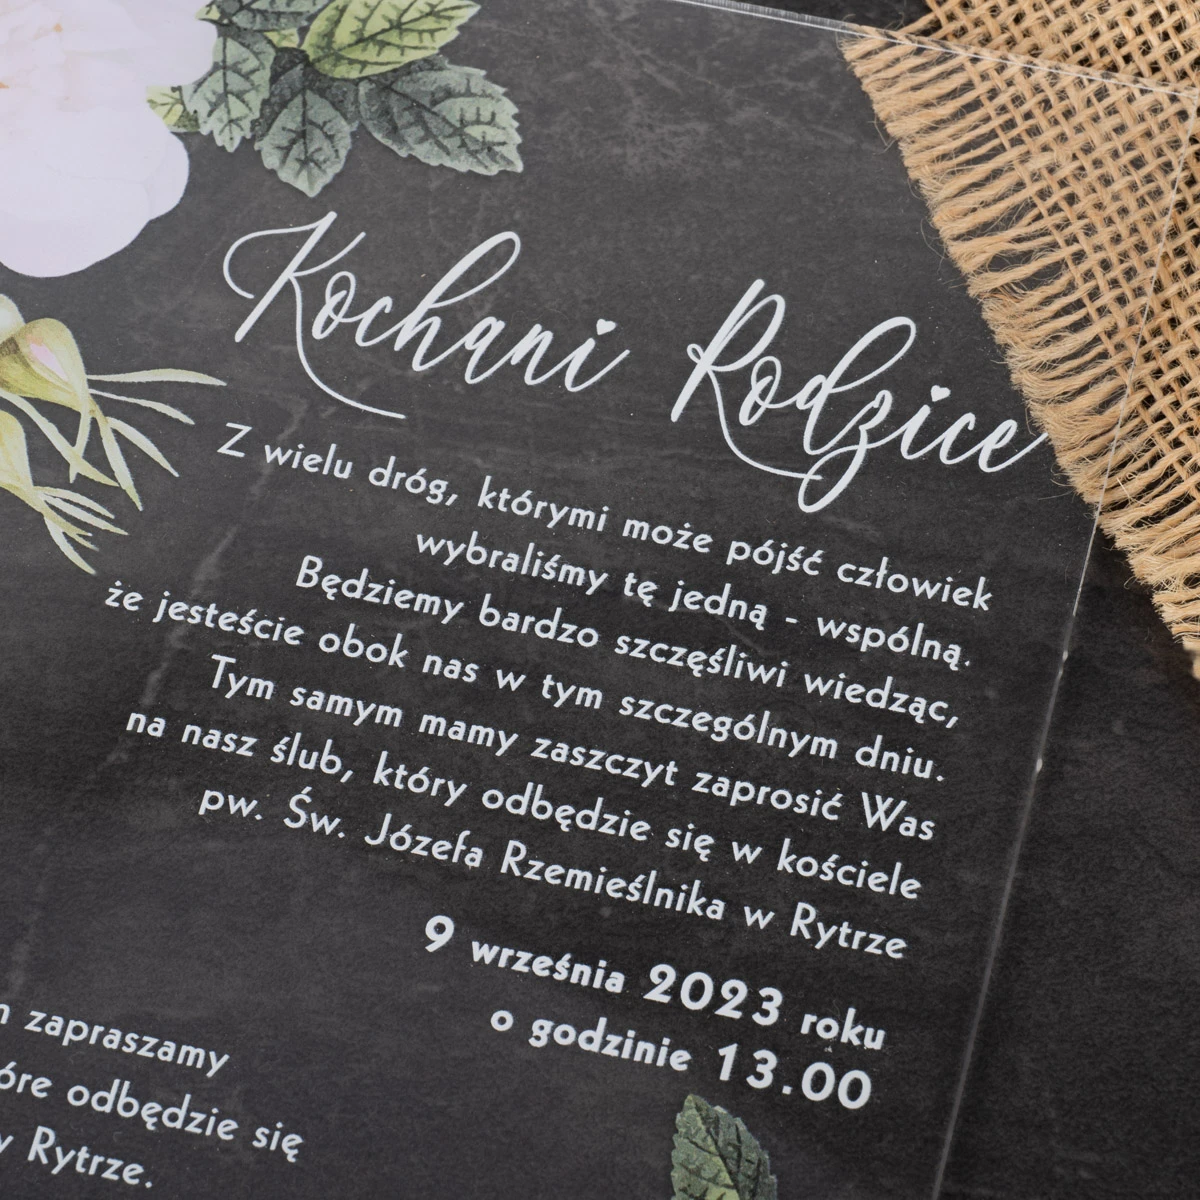 Kochani Rodzice
Z wielu dróg, którymi może pójść człowiek
wybraliśmy tę jedną - wspólną.
Będziemy bardzo szczęśliwi wiedząc,
że jesteście obok nas w tym szczególnym dniu.
Tym samym mamy zaszczyt zaprosić Was
na nasz ślub, który odbędzie się w kościele
pw. Św. Józefa Rzemieślnika w Rytrze
9 września 2023 roku
o godzinie 13.00
zapraszamy
odbędzie się
Rytrze.